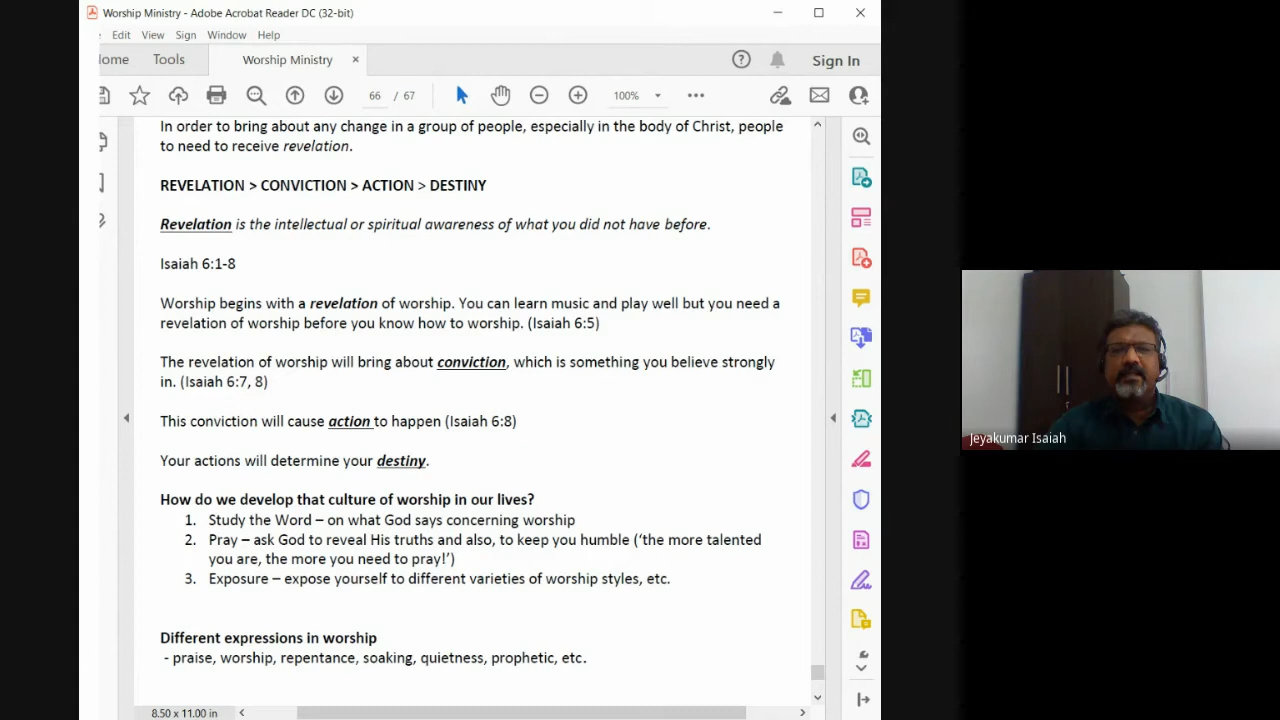 Worship Ministry - Adobe Acrobat Reader DC (32-bit)
Edit View Sign Window Help
ome Tools Worship Ministry × Sign In
66 / 67 100%
In order to bring about any change in a group of people, especially in the body of Christ, people
to need to receive revelation.
REVELATION > CONVICTION > ACTION > DESTINY
Revelation is the intellectual or spiritual awareness of what you did not have before.
Isaiah 6:1-8
Worship begins with a revelation of worship. You can learn music and play well but you need a
revelation of worship before you know how to worship. (Isaiah 6:5)
The revelation of worship will bring about conviction, which is something you believe strongly
in. (Isaiah 6:7, 8)
This conviction will cause action to happen (Isaiah 6:8)
Your actions will determine your destiny.
How do we develop that culture of worship in our lives?
1. Study the Word – on what God says concerning worship
2. Pray – ask God to reveal His truths and also, to keep you humble (‘the more talented
you are, the more you need to pray!’)
3. Exposure – expose yourself to different varieties of worship styles, etc.
Different expressions in worship
- praise, worship, repentance, soaking, quietness, prophetic, etc.
8.50 x 11.00 in
Jeyakumar Isaiah